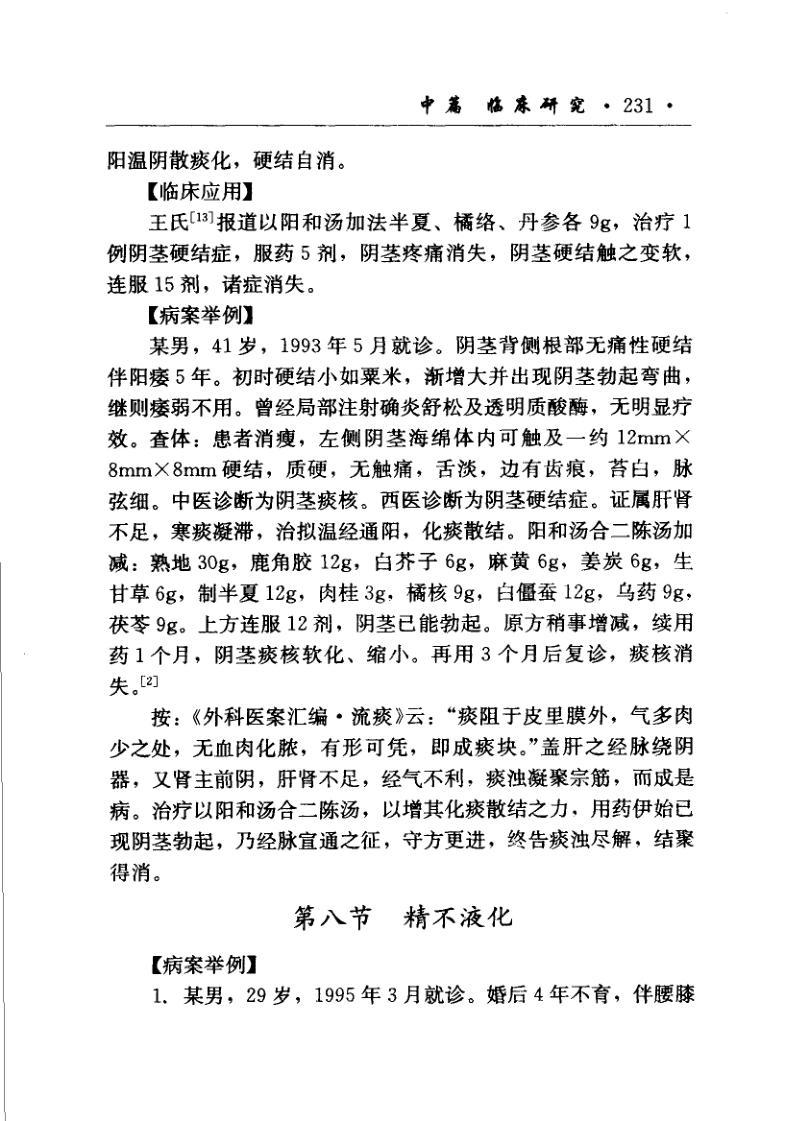 中篇 临床研究 · 231 ·
阳温阴散痰化，硬结自消。
【临床应用】
王氏[13]报道以阳和汤加法半夏、橘络、丹参各 9g，治疗 1
例阴茎硬结症，服药 5 剂，阴茎疼痛消失，阴茎硬结触之变软，
连服 15 剂，诸症消失。
【病案举例】
某男，41 岁，1993 年 5 月就诊。阴茎背侧根部无痛性硬结
伴阳痿 5 年。初时硬结小如粟米，渐增大并出现阴茎勃起弯曲，
继则痿弱不用。曾经局部注射确炎舒松及透明质酸酶，无明显疗
效。查体：患者消瘦，左侧阴茎海绵体内可触及一约 12mm×
8mm×8mm 硬结，质硬，无触痛，舌淡，边有齿痕，苔白，脉
弦细。中医诊断为阴茎痰核。西医诊断为阴茎硬结症。证属肝肾
不足，寒痰凝滞，治拟温经通阳，化痰散结。阳和汤合二陈汤加
减：熟地 30g，鹿角胶 12g，白芥子 6g，麻黄 6g，姜炭 6g，生
甘草 6g，制半夏 12g，肉桂 3g，橘核 9g，白僵蚕 12g，乌药 9g，
茯苓 9g。上方连服 12 剂，阴茎已能勃起。原方稍事增减，续用
药 1 个月，阴茎痰核软化、缩小。再用 3 个月后复诊，痰核消
失。[2]
按：《外科医案汇编·流痰》云：“痰阻于皮里膜外，气多肉
少之处，无血肉化脓，有形可凭，即成痰块。”盖肝之经脉绕阴
器，又肾主前阴，肝肾不足，经气不利，痰浊凝聚宗筋，而成是
病。治疗以阳和汤合二陈汤，以增其化痰散结之力，用药伊始已
现阴茎勃起，乃经脉宣通之征，守方更进，终告痰浊尽解，结聚
得消。
第八节 精不液化
【病案举例】
1. 某男，29 岁，1995 年 3 月就诊。婚后 4 年不育，伴腰膝